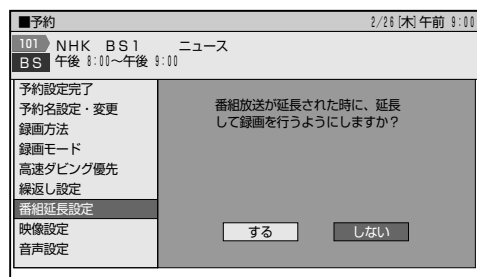 ■予約 2/26[木]午前 9:00
101 NHK BS1 ニュース
BS 午後 8:00〜午後 9:00
予約設定完了
予約名設定・変更
録画方法
録画モード
高速ダビング優先
繰返し設定
番組延長設定
映像設定
音声設定
番組放送が延長された時に、延長
して録画を行うようにしますか？
する しない